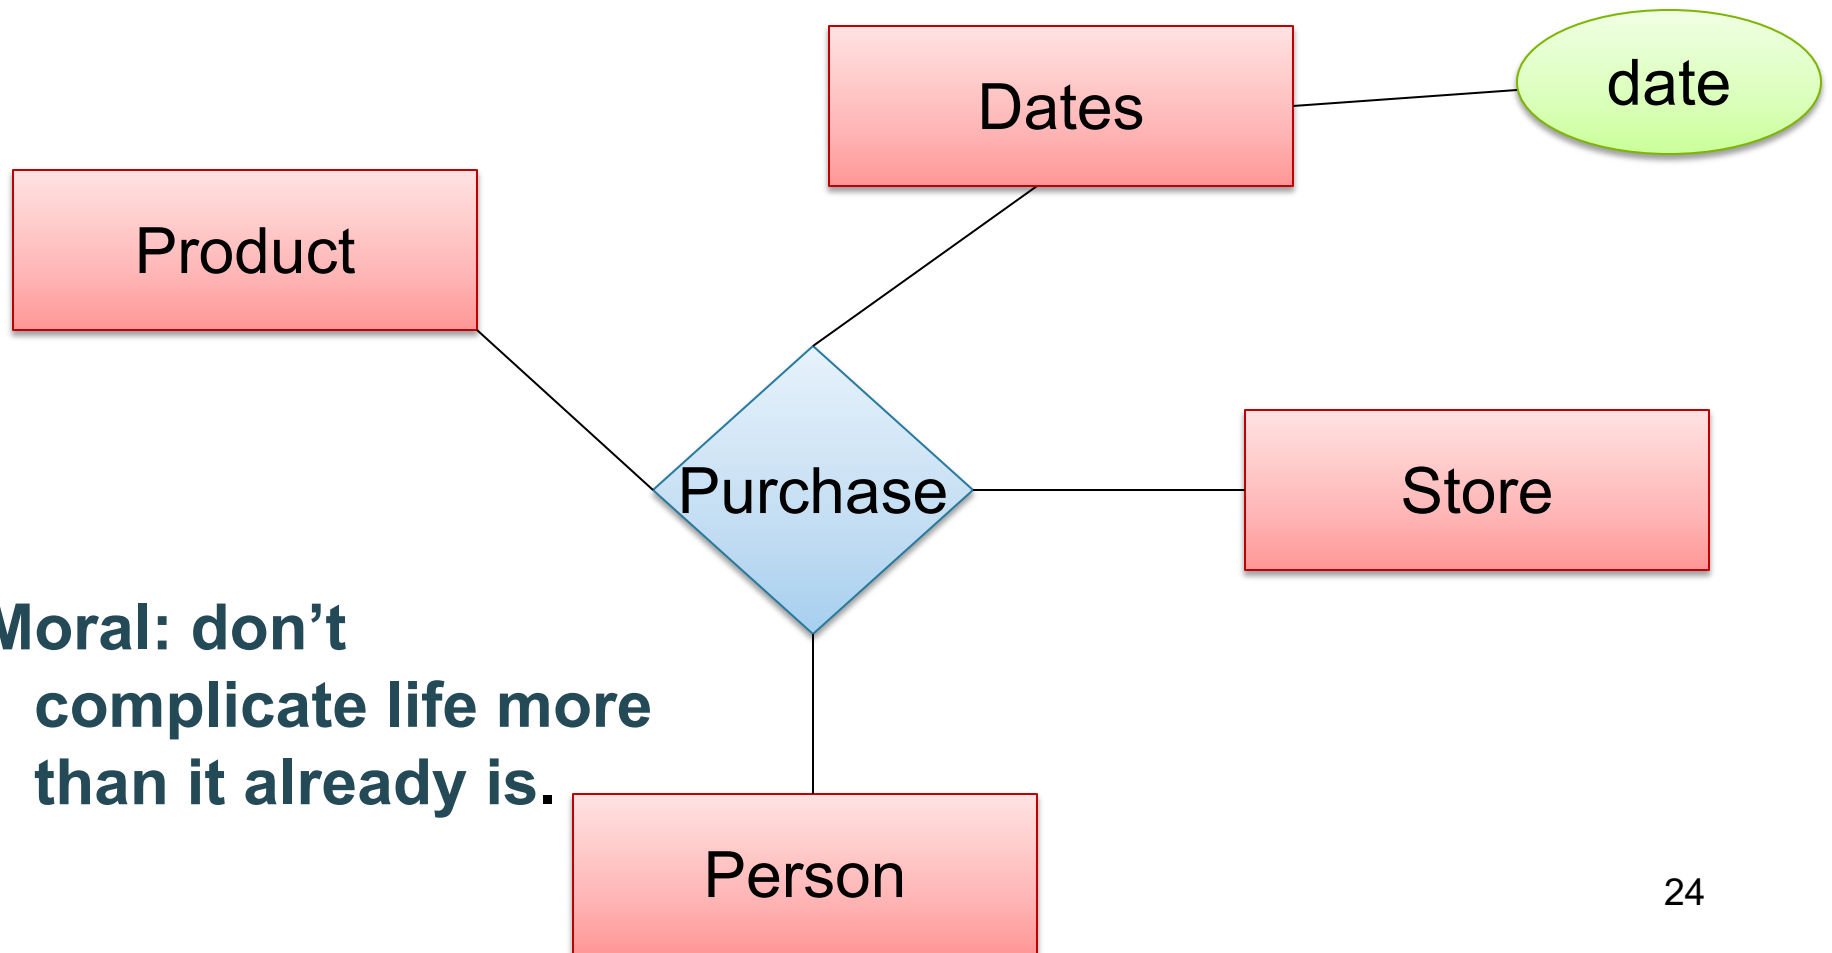 Dates
date
Product
Purchase
Store
Moral: don’t
complicate life more
than it already is.
Person
24